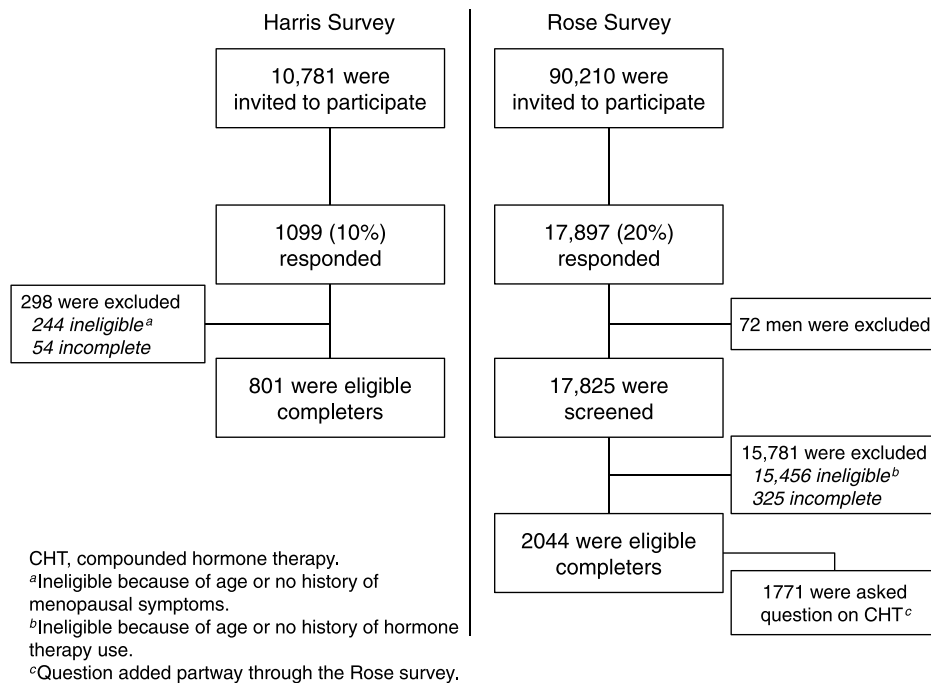 Harris Survey
10,781 were
invited to participate
1099 (10%)
responded
298 were excluded
244 ineligibleᵃ
54 incomplete
801 were eligible
completers
Rose Survey
90,210 were
invited to participate
17,897 (20%)
responded
72 men were excluded
17,825 were
screened
15,781 were excluded
15,456 ineligibleᵇ
325 incomplete
2044 were eligible
completers
1771 were asked
question on CHTᶜ
CHT, compounded hormone therapy.
ᵃIneligible because of age or no history of
menopausal symptoms.
ᵇIneligible because of age or no history of hormone
therapy use.
ᶜQuestion added partway through the Rose survey.